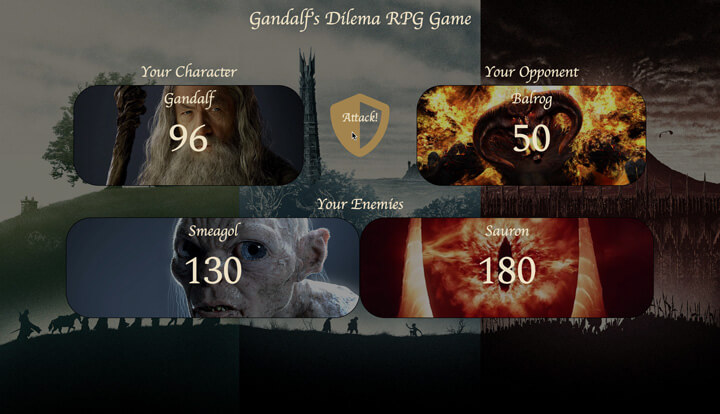 Gandalf's Dilema RPG Game
Your Character
Your Opponent
Gandalf
96
Attack!
Balrog
50
Your Enemies
Smeagol
130
Sauron
180